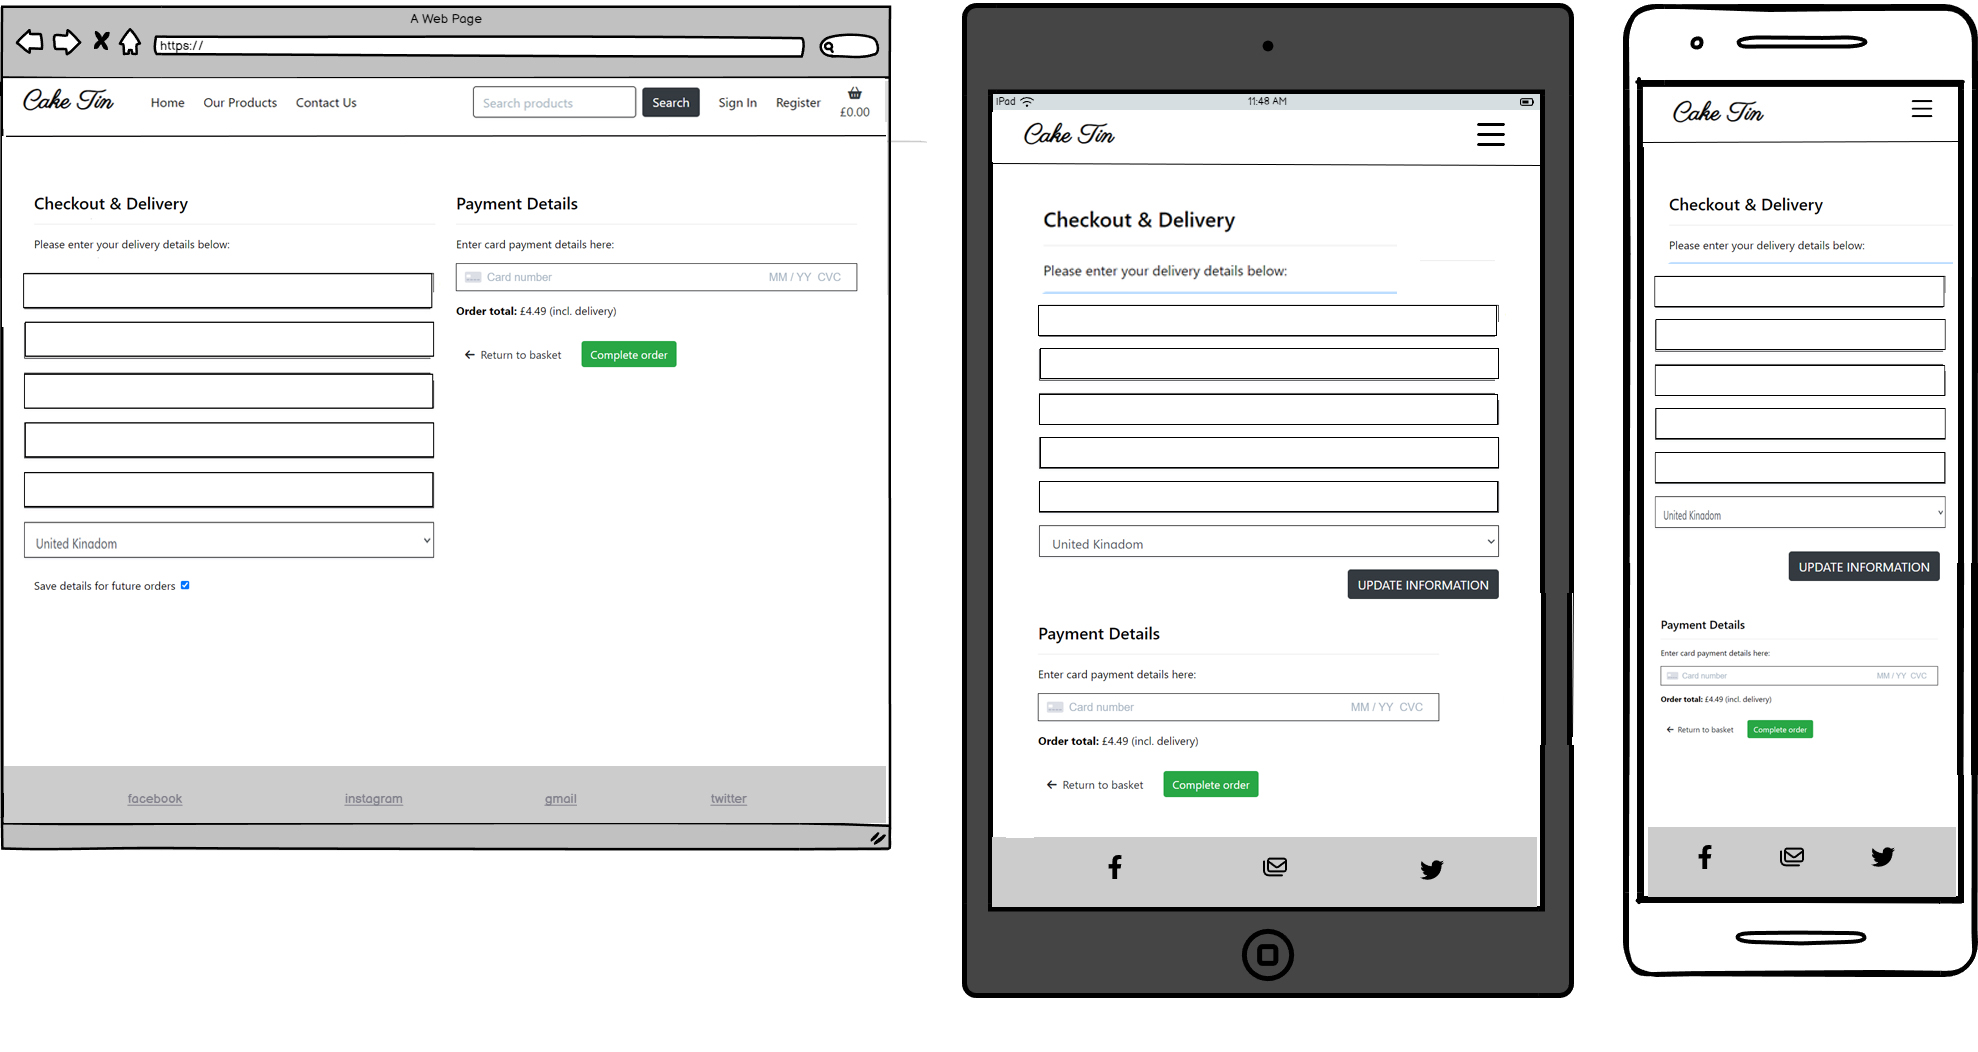 A Web Page
https://
Cake Tin Home Our Products Contact Us Search products Search Sign In Register £0.00
Checkout & Delivery
Please enter your delivery details below:
United Kinadom
Save details for future orders
Payment Details
Enter card payment details here:
Card number MM / YY CVC
Order total: £4.49 (incl. delivery)
Return to basket Complete order
facebook instagram gmail twitter
iPad 11:48 AM
Cake Tin
Checkout & Delivery
Please enter your delivery details below:
United Kinadom
UPDATE INFORMATION
Payment Details
Enter card payment details here:
Card number MM / YY CVC
Order total: £4.49 (incl. delivery)
Return to basket Complete order
Cake Tin
Checkout & Delivery
Please enter your delivery details below:
United Kinadom
UPDATE INFORMATION
Payment Details
Enter card payment details here:
Card number MM / YY CVC
Order total: £4.49 (incl. delivery)
Return to basket Complete order